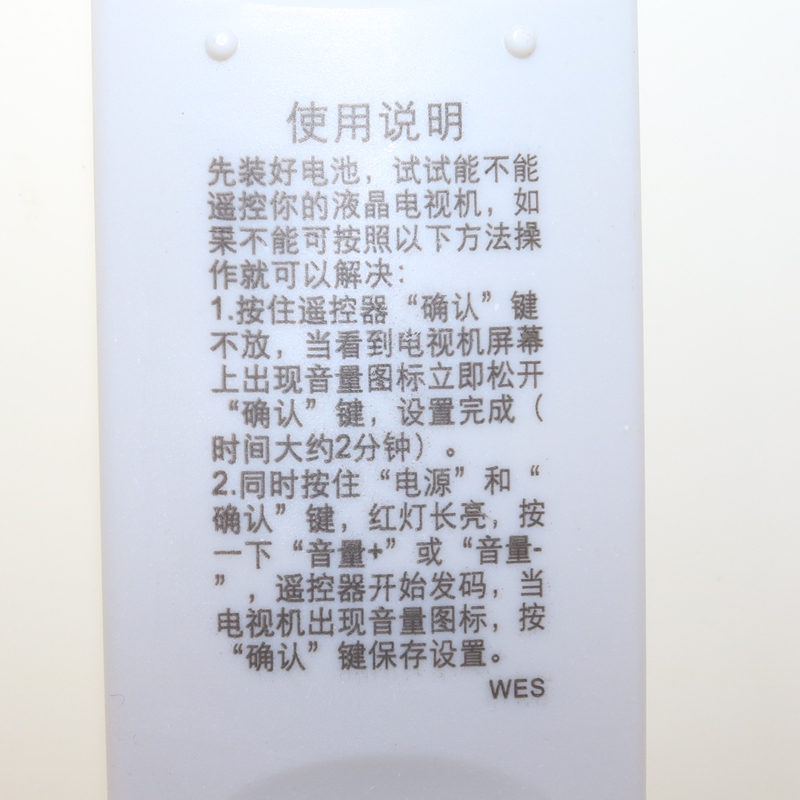 使用说明
先装好电池，试试能不能
遥控你的液晶电视机，如
果不能可按照以下方法操
作就可以解决：
1.按住遥控器“确认”键
不放，当看到电视机屏幕
上出现音量图标立即松开
“确认”键，设置完成（
时间大约2分钟）。
2.同时按住“电源”和“
确认”键，红灯长亮，按
一下“音量+”或“音量-
”，遥控器开始发码，当
电视机出现音量图标，按
“确认”键保存设置。
WES